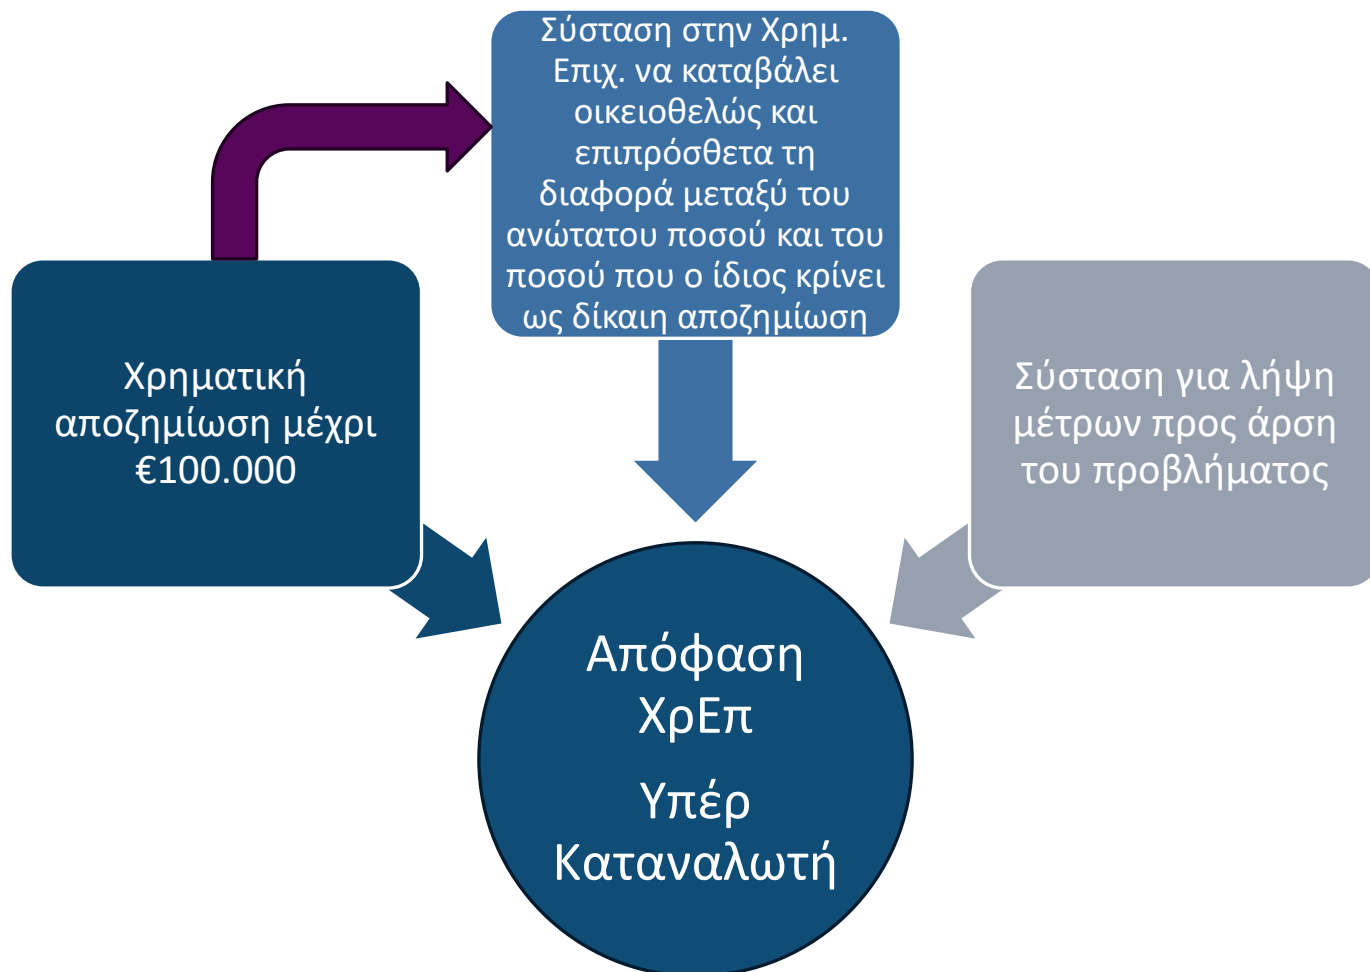 Σύσταση στην Χρημ.
Επιχ. να καταβάλει
οικειοθελώς και
επιπρόσθετα τη
διαφορά μεταξύ του
ανώτατου ποσού και του
ποσού που ο ίδιος κρίνει
ως δίκαιη αποζημίωση
Χρηματική
αποζημίωση μέχρι
€100.000
Σύσταση για λήψη
μέτρων προς άρση
του προβλήματος
Απόφαση
ΧρΕπ
Υπέρ
Καταναλωτή